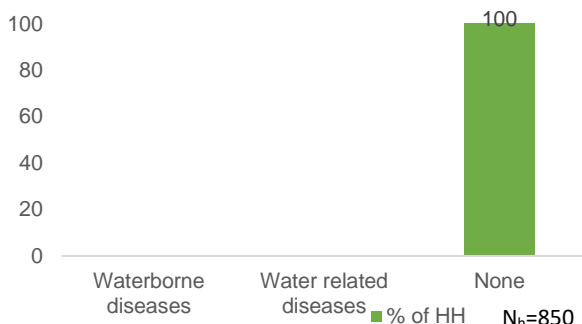 100
80
60
40
20
0
100
Waterborne
diseases
Water related
diseases
None
% of HH
Nₕ=850